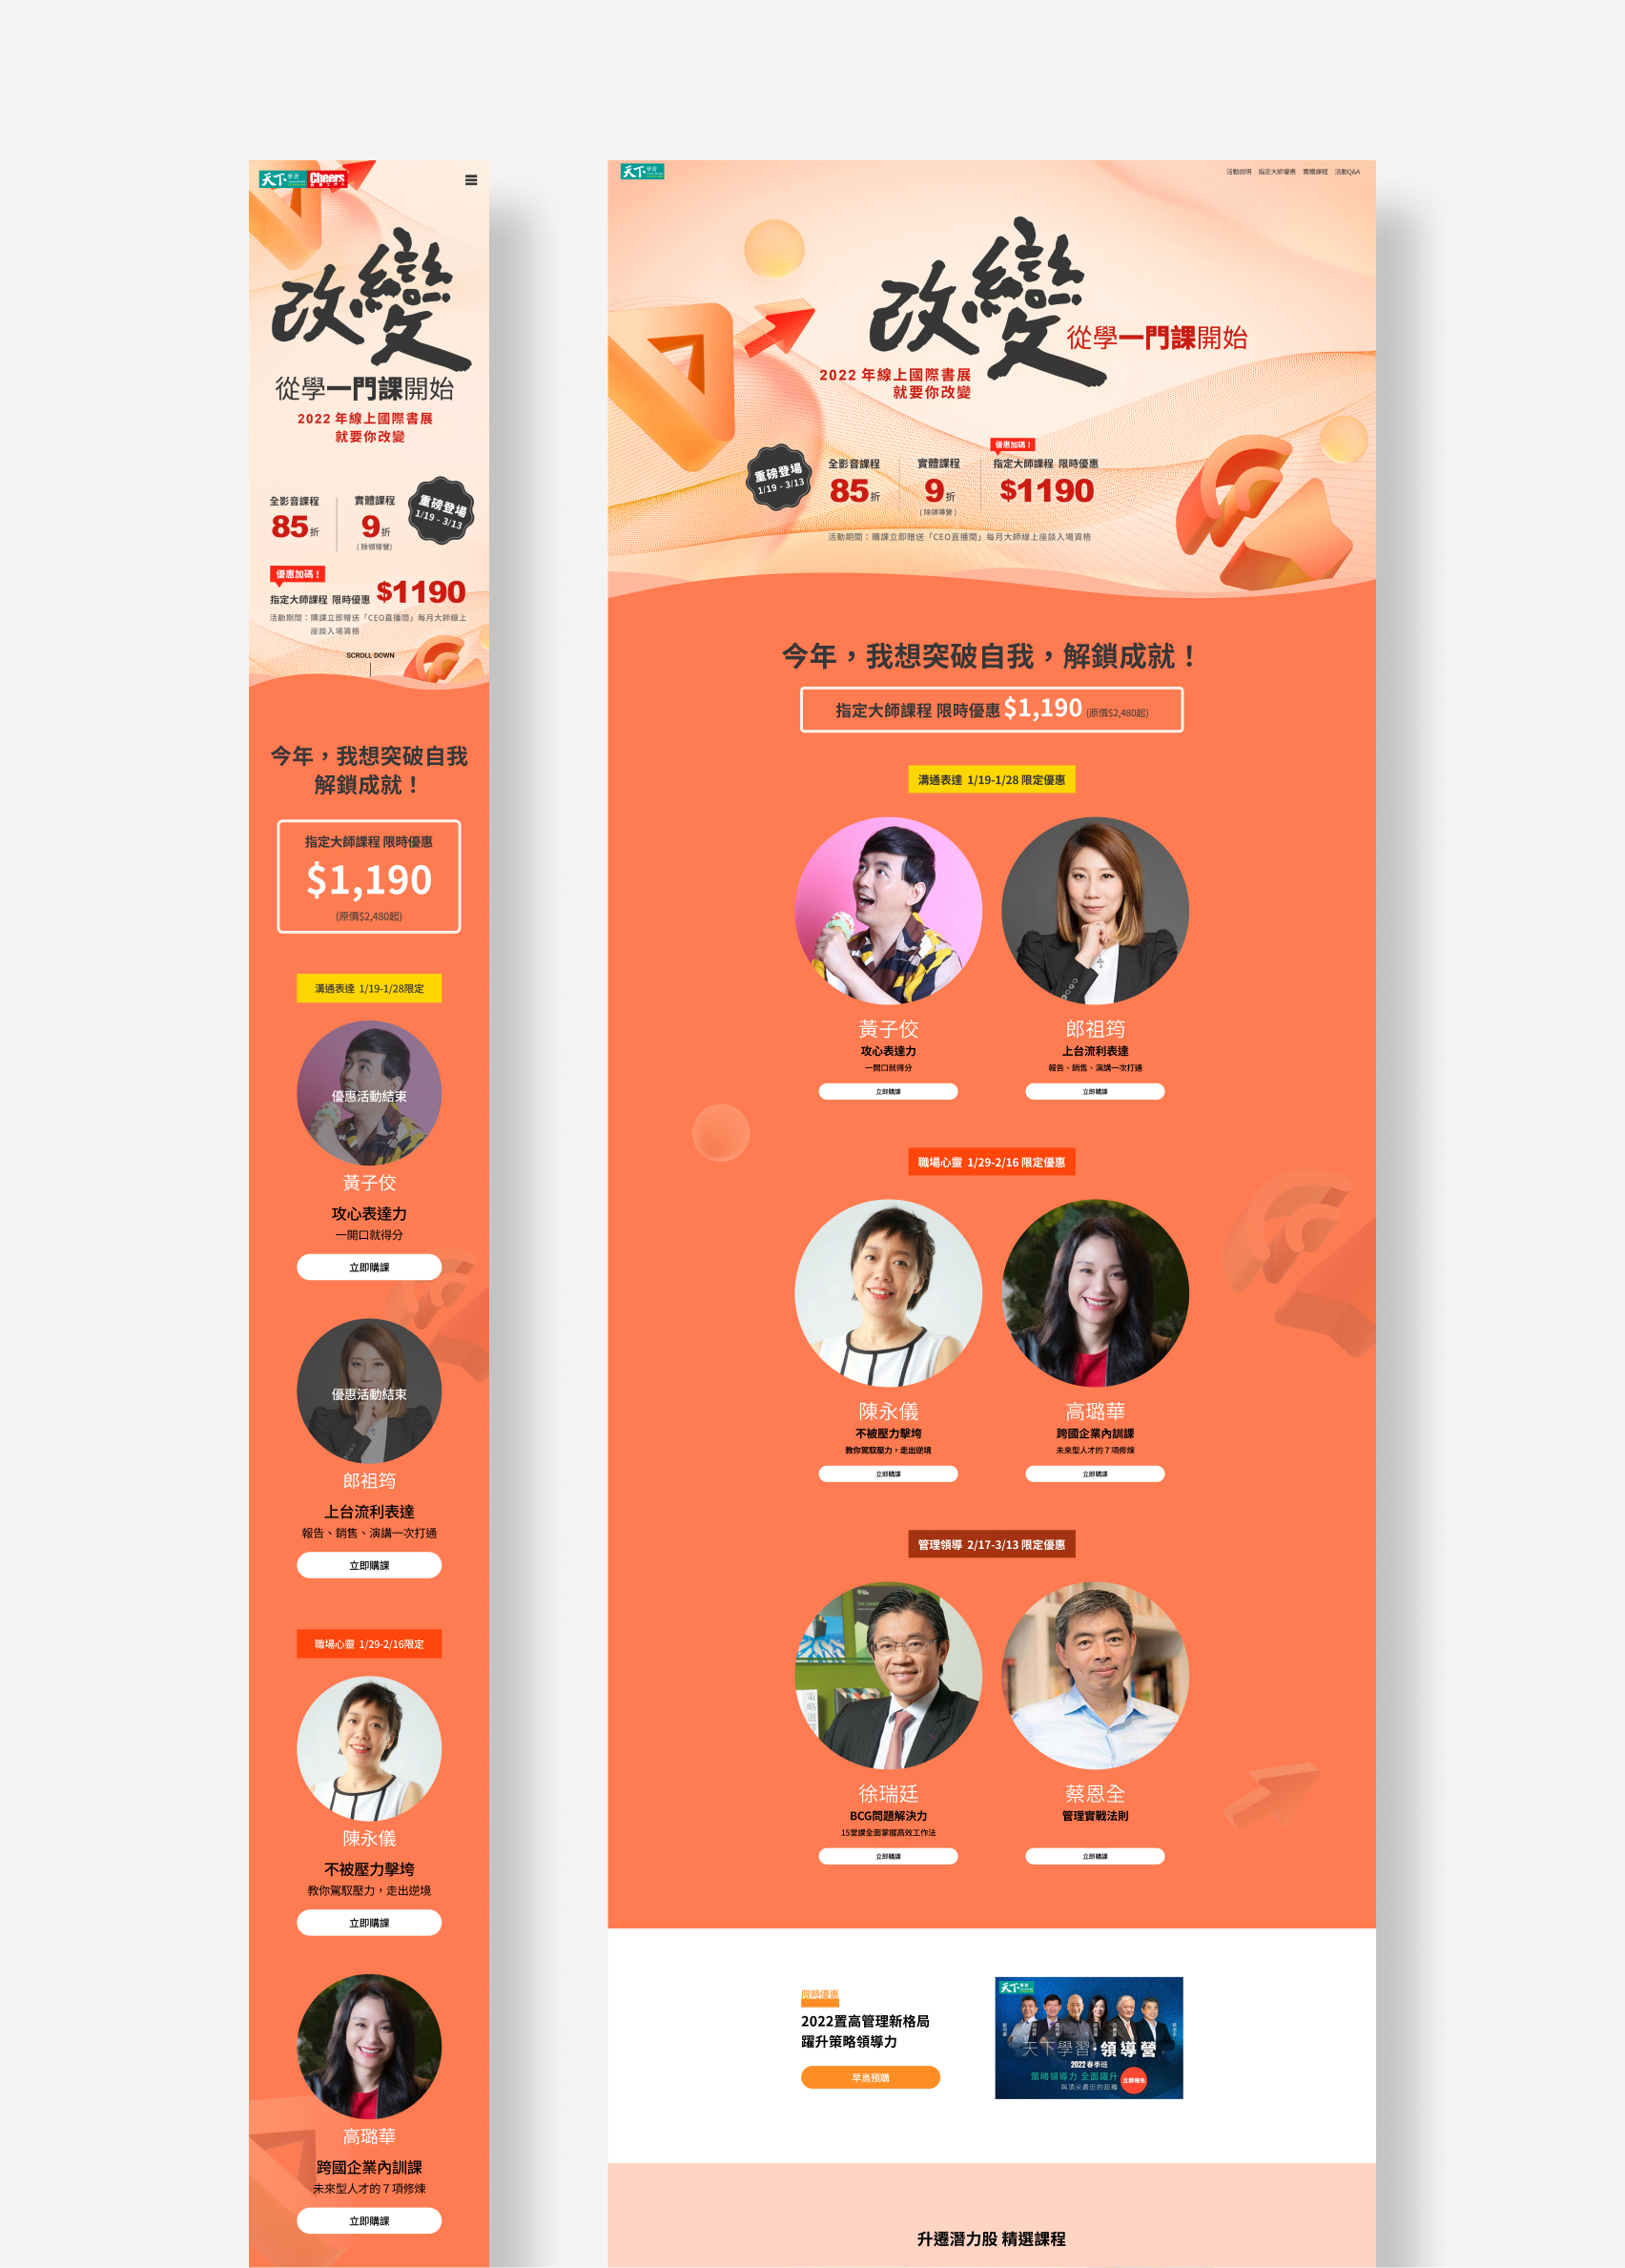 天下 學習
Cheers
改變
從學一門課開始
2022 年線上國際書展
就要你改變
全影音課程
85折
實體課程
9折
(除領導營)
重磅登場
1/19 - 3/13
優惠加碼！
指定大師課程 限時優惠 $1190
活動期間：購課立即贈送「CEO直播間」每月大師線上
座談入場資格
SCROLL DOWN
今年，我想突破自我
解鎖成就！
指定大師課程 限時優惠
$1,190
(原價$2,480起)
溝通表達 1/19-1/28限定
優惠活動結束
黃子佼
攻心表達力
一開口就得分
立即購課
優惠活動結束
郎祖筠
上台流利表達
報告、銷售、演講一次打通
立即購課
職場心靈 1/29-2/16限定
陳永儀
不被壓力擊垮
教你駕馭壓力，走出逆境
立即購課
高璐華
跨國企業內訓課
未來型人才的７項修煉
立即購課
天下 學習
活動說明 指定大師優惠 實體課程 活動Q&A
改變
從學一門課開始
2022 年線上國際書展
就要你改變
重磅登場
1/19 - 3/13
全影音課程
85折
實體課程
9折
(除領導營)
優惠加碼！
指定大師課程 限時優惠
$1190
活動期間：購課立即贈送「CEO直播間」每月大師線上座談入場資格
今年，我想突破自我，解鎖成就！
指定大師課程 限時優惠 $1,190 (原價$2,480起)
溝通表達 1/19-1/28 限定優惠
黃子佼
攻心表達力
一開口就得分
立即購課
郎祖筠
上台流利表達
報告、銷售、演講一次打通
立即購課
職場心靈 1/29-2/16 限定優惠
陳永儀
不被壓力擊垮
教你駕馭壓力，走出逆境
立即購課
高璐華
跨國企業內訓課
未來型人才的７項修煉
立即購課
管理領導 2/17-3/13 限定優惠
徐瑞廷
BCG問題解決力
15堂課全面掌握高效工作法
立即購課
蔡恩全
管理實戰法則
立即購課
限時優惠
2022置高管理新格局
躍升策略領導力
早鳥預購
天下 學習
天下學習·領導營
2022 春季班
策略領導力 全面躍升
與頂尖最近的距離
立即報名
升遷潛力股 精選課程